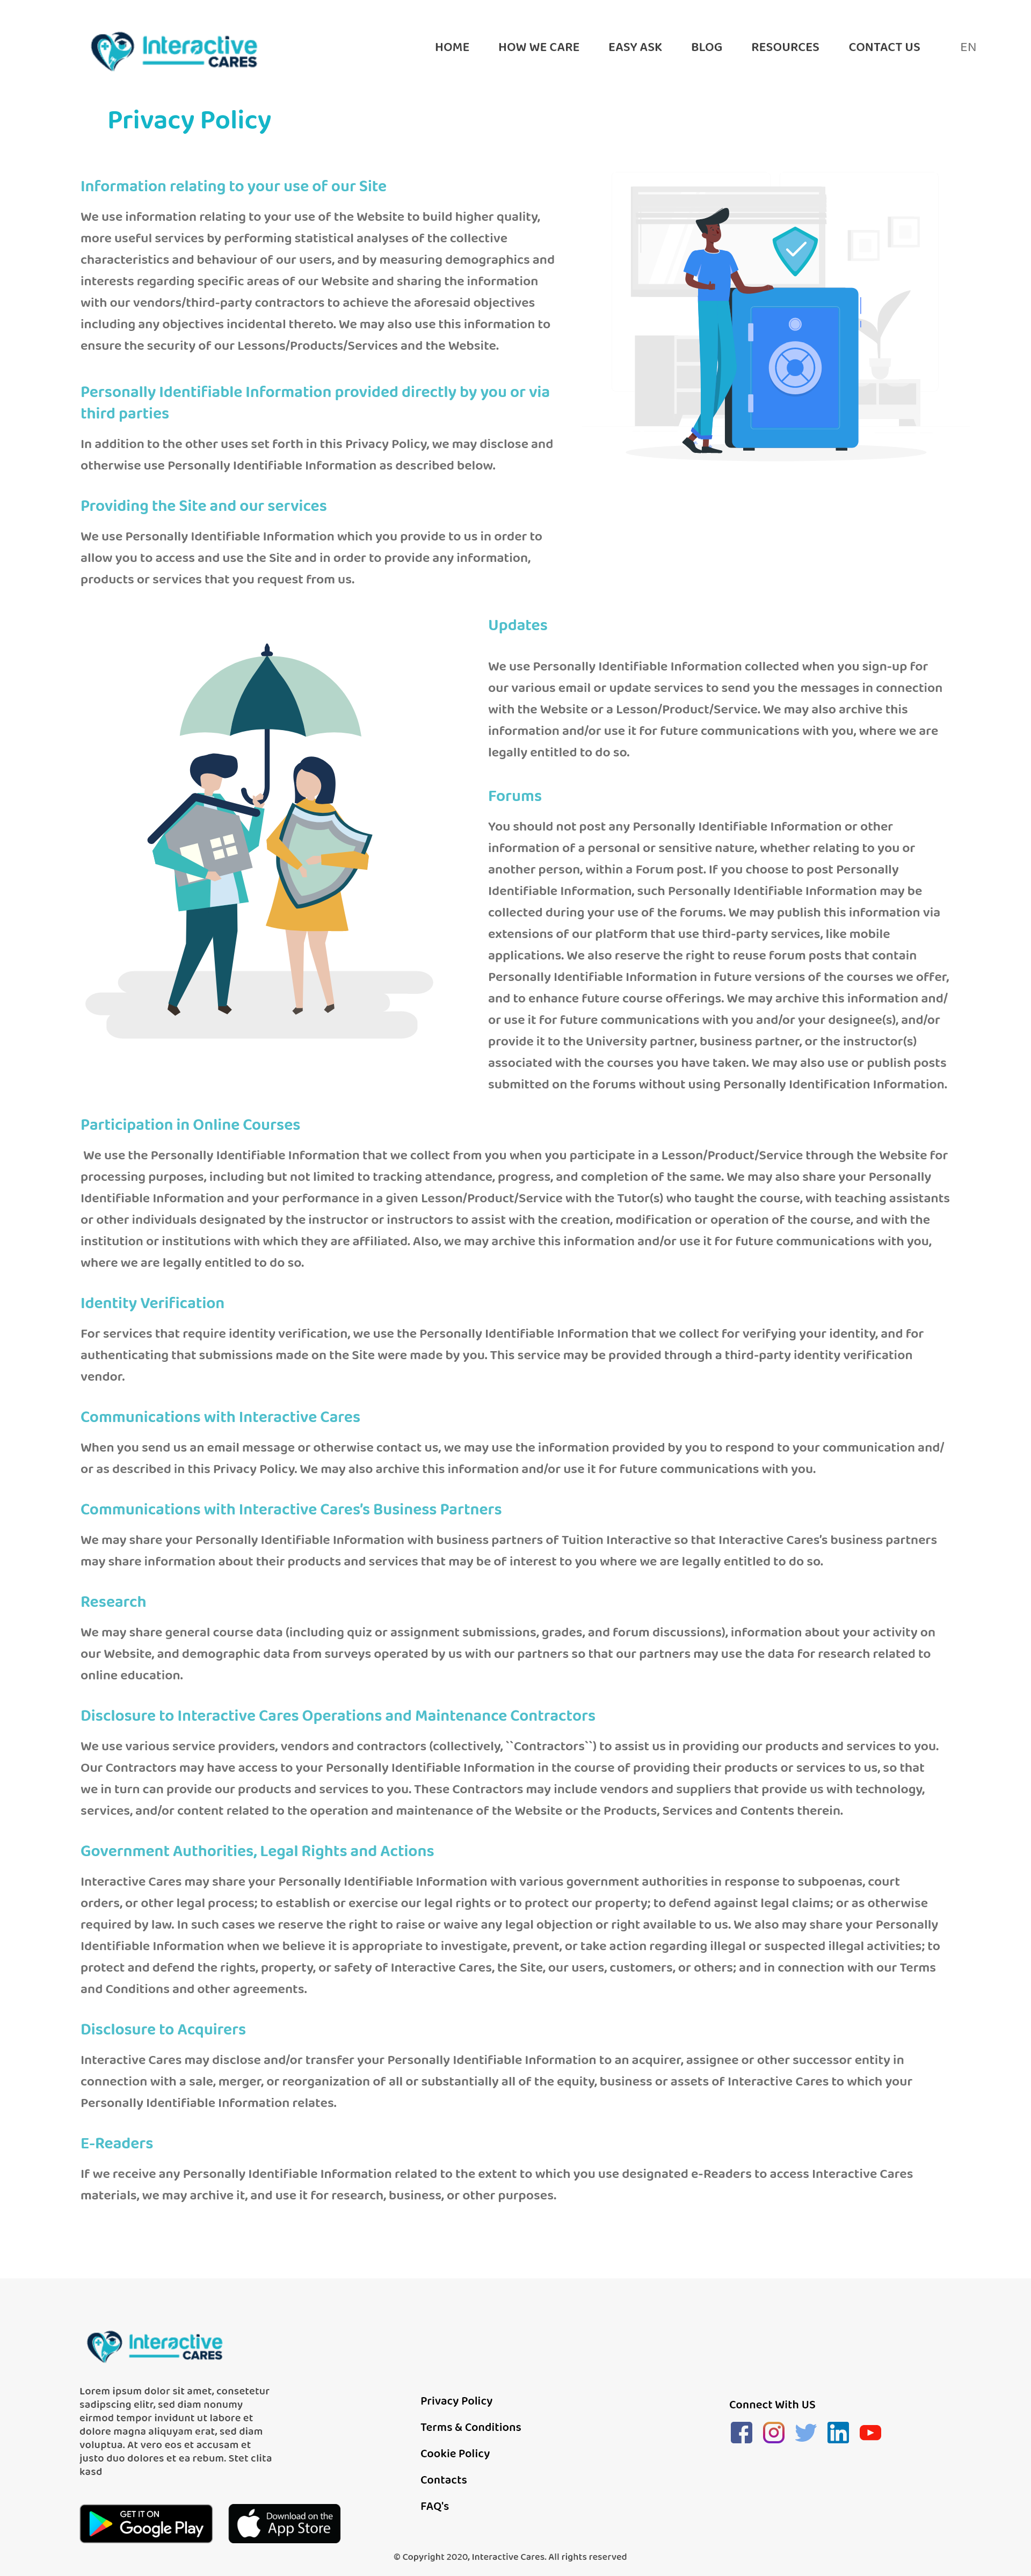 Interactive
CARES
HOME HOW WE CARE EASY ASK BLOG RESOURCES CONTACT US EN
Privacy Policy
Information relating to your use of our Site
We use information relating to your use of the Website to build higher quality,
more useful services by performing statistical analyses of the collective
characteristics and behaviour of our users, and by measuring demographics and
interests regarding specific areas of our Website and sharing the information
with our vendors/third-party contractors to achieve the aforesaid objectives
including any objectives incidental thereto. We may also use this information to
ensure the security of our Lessons/Products/Services and the Website.
Personally Identifiable Information provided directly by you or via
third parties
In addition to the other uses set forth in this Privacy Policy, we may disclose and
otherwise use Personally Identifiable Information as described below.
Providing the Site and our services
We use Personally Identifiable Information which you provide to us in order to
allow you to access and use the Site and in order to provide any information,
products or services that you request from us.
Updates
We use Personally Identifiable Information collected when you sign-up for
our various email or update services to send you the messages in connection
with the Website or a Lesson/Product/Service. We may also archive this
information and/or use it for future communications with you, where we are
legally entitled to do so.
Forums
You should not post any Personally Identifiable Information or other
information of a personal or sensitive nature, whether relating to you or
another person, within a Forum post. If you choose to post Personally
Identifiable Information, such Personally Identifiable Information may be
collected during your use of the forums. We may publish this information via
extensions of our platform that use third-party services, like mobile
applications. We also reserve the right to reuse forum posts that contain
Personally Identifiable Information in future versions of the courses we offer,
and to enhance future course offerings. We may archive this information and/
or use it for future communications with you and/or your designee(s), and/or
provide it to the University partner, business partner, or the instructor(s)
associated with the courses you have taken. We may also use or publish posts
submitted on the forums without using Personally Identification Information.
Participation in Online Courses
We use the Personally Identifiable Information that we collect from you when you participate in a Lesson/Product/Service through the Website for
processing purposes, including but not limited to tracking attendance, progress, and completion of the same. We may also share your Personally
Identifiable Information and your performance in a given Lesson/Product/Service with the Tutor(s) who taught the course, with teaching assistants
or other individuals designated by the instructor or instructors to assist with the creation, modification or operation of the course, and with the
institution or institutions with which they are affiliated. Also, we may archive this information and/or use it for future communications with you,
where we are legally entitled to do so.
Identity Verification
For services that require identity verification, we use the Personally Identifiable Information that we collect for verifying your identity, and for
authenticating that submissions made on the Site were made by you. This service may be provided through a third-party identity verification
vendor.
Communications with Interactive Cares
When you send us an email message or otherwise contact us, we may use the information provided by you to respond to your communication and/
or as described in this Privacy Policy. We may also archive this information and/or use it for future communications with you.
Communications with Interactive Cares's Business Partners
We may share your Personally Identifiable Information with business partners of Tuition Interactive so that Interactive Cares's business partners
may share information about their products and services that may be of interest to you where we are legally entitled to do so.
Research
We may share general course data (including quiz or assignment submissions, grades, and forum discussions), information about your activity on
our Website, and demographic data from surveys operated by us with our partners so that our partners may use the data for research related to
online education.
Disclosure to Interactive Cares Operations and Maintenance Contractors
We use various service providers, vendors and contractors (collectively, ``Contractors``) to assist us in providing our products and services to you.
Our Contractors may have access to your Personally Identifiable Information in the course of providing their products or services to us, so that
we in turn can provide our products and services to you. These Contractors may include vendors and suppliers that provide us with technology,
services, and/or content related to the operation and maintenance of the Website or the Products, Services and Contents therein.
Government Authorities, Legal Rights and Actions
Interactive Cares may share your Personally Identifiable Information with various government authorities in response to subpoenas, court
orders, or other legal process; to establish or exercise our legal rights or to protect our property; to defend against legal claims; or as otherwise
required by law. In such cases we reserve the right to raise or waive any legal objection or right available to us. We also may share your Personally
Identifiable Information when we believe it is appropriate to investigate, prevent, or take action regarding illegal or suspected illegal activities; to
protect and defend the rights, property, or safety of Interactive Cares, the Site, our users, customers, or others; and in connection with our Terms
and Conditions and other agreements.
Disclosure to Acquirers
Interactive Cares may disclose and/or transfer your Personally Identifiable Information to an acquirer, assignee or other successor entity in
connection with a sale, merger, or reorganization of all or substantially all of the equity, business or assets of Interactive Cares to which your
Personally Identifiable Information relates.
E-Readers
If we receive any Personally Identifiable Information related to the extent to which you use designated e-Readers to access Interactive Cares
materials, we may archive it, and use it for research, business, or other purposes.
Interactive
CARES
Lorem ipsum dolor sit amet, consetetur
sadipscing elitr, sed diam nonumy
eirmod tempor invidunt ut labore et
dolore magna aliquyam erat, sed diam
voluptua. At vero eos et accusam et
justo duo dolores et ea rebum. Stet clita
kasd
GET IT ON
Google Play
Download on the
App Store
Privacy Policy
Terms & Conditions
Cookie Policy
Contacts
FAQ's
Connect With US
© Copyright 2020, Interactive Cares. All rights reserved